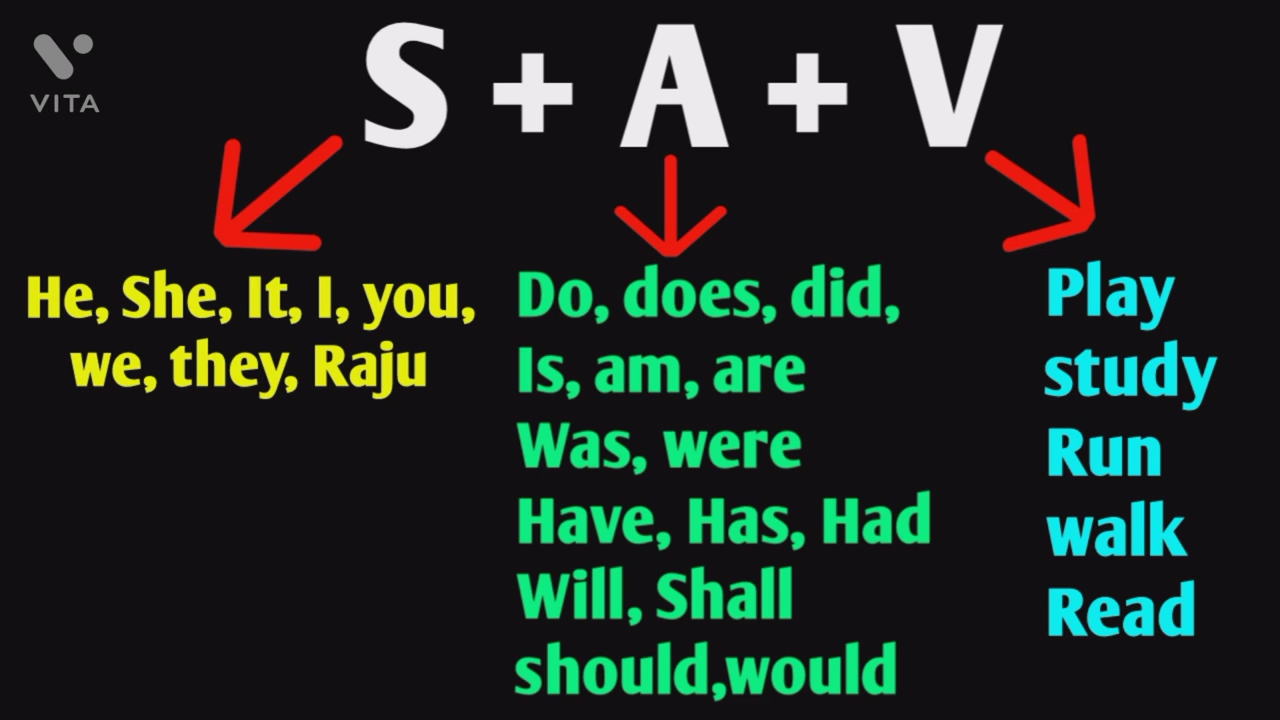 VITA
S + A + V
He, She, It, I, you,
we, they, Raju
Do, does, did,
Is, am, are
Was, were
Have, Has, Had
Will, Shall
should,would
Play
study
Run
walk
Read